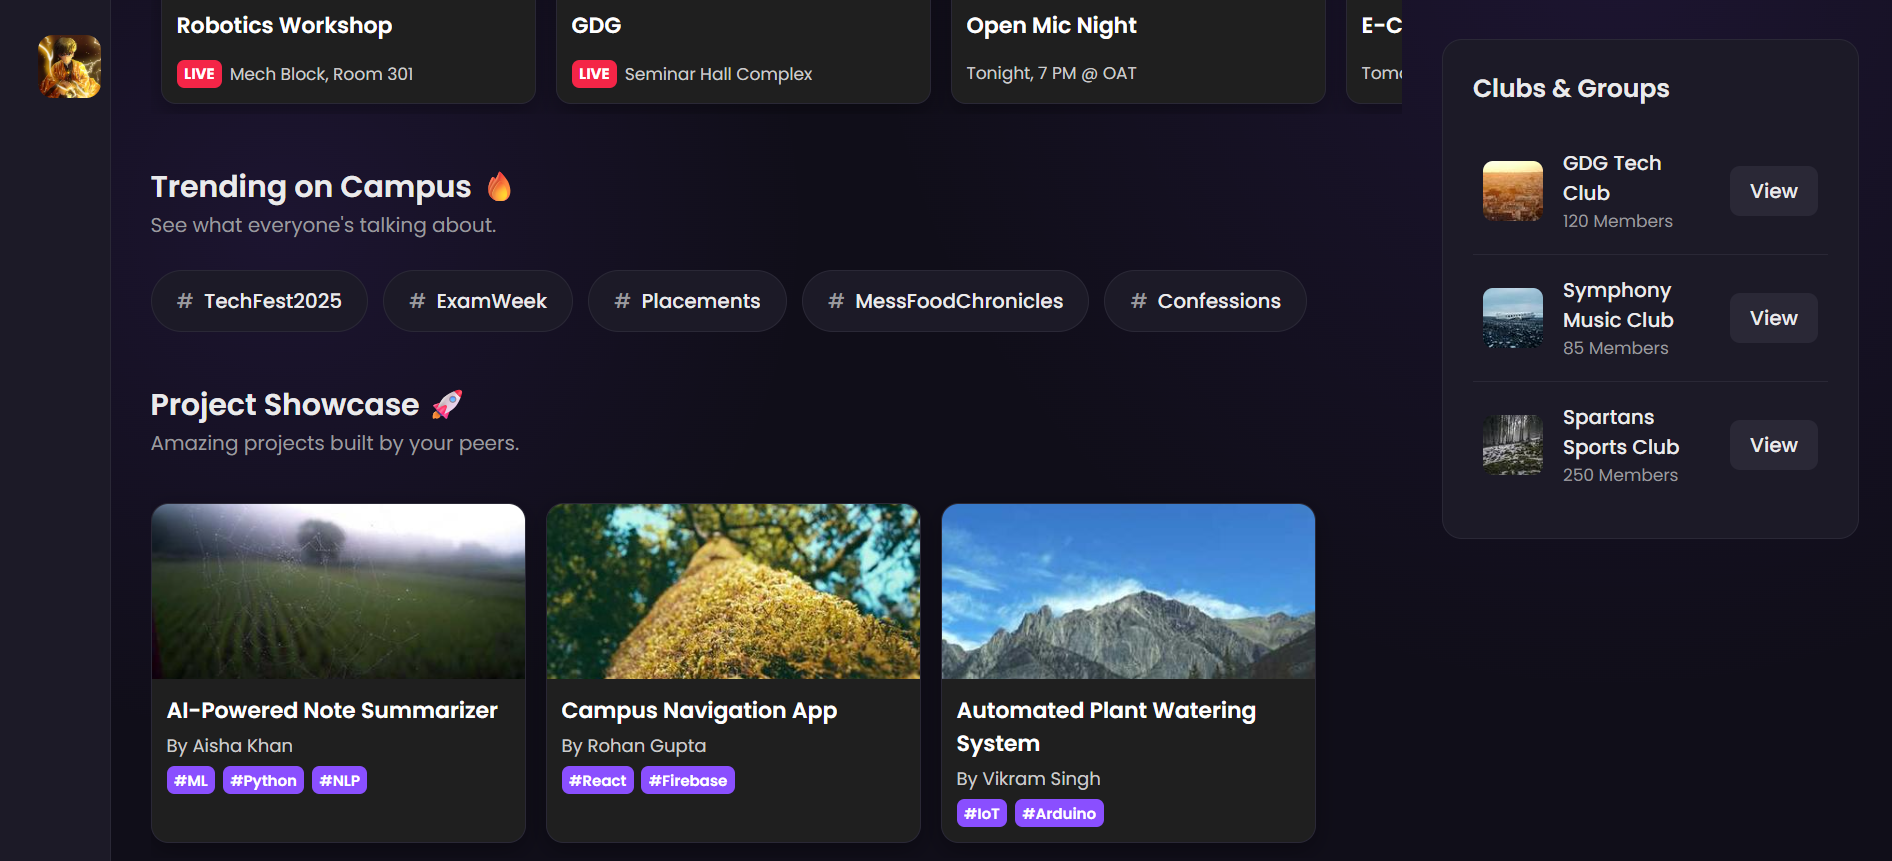 Robotics Workshop
LIVE Mech Block, Room 301
GDG
LIVE Seminar Hall Complex
Open Mic Night
Tonight, 7 PM @ OAT
E-C
Tom
Trending on Campus 🔥
See what everyone's talking about.
# TechFest2025
# ExamWeek
# Placements
# MessFoodChronicles
# Confessions
Project Showcase 🚀
Amazing projects built by your peers.
AI-Powered Note Summarizer
By Aisha Khan
#ML #Python #NLP
Campus Navigation App
By Rohan Gupta
#React #Firebase
Automated Plant Watering
System
By Vikram Singh
#IoT #Arduino
Clubs & Groups
GDG Tech
Club
120 Members
View
Symphony
Music Club
85 Members
View
Spartans
Sports Club
250 Members
View